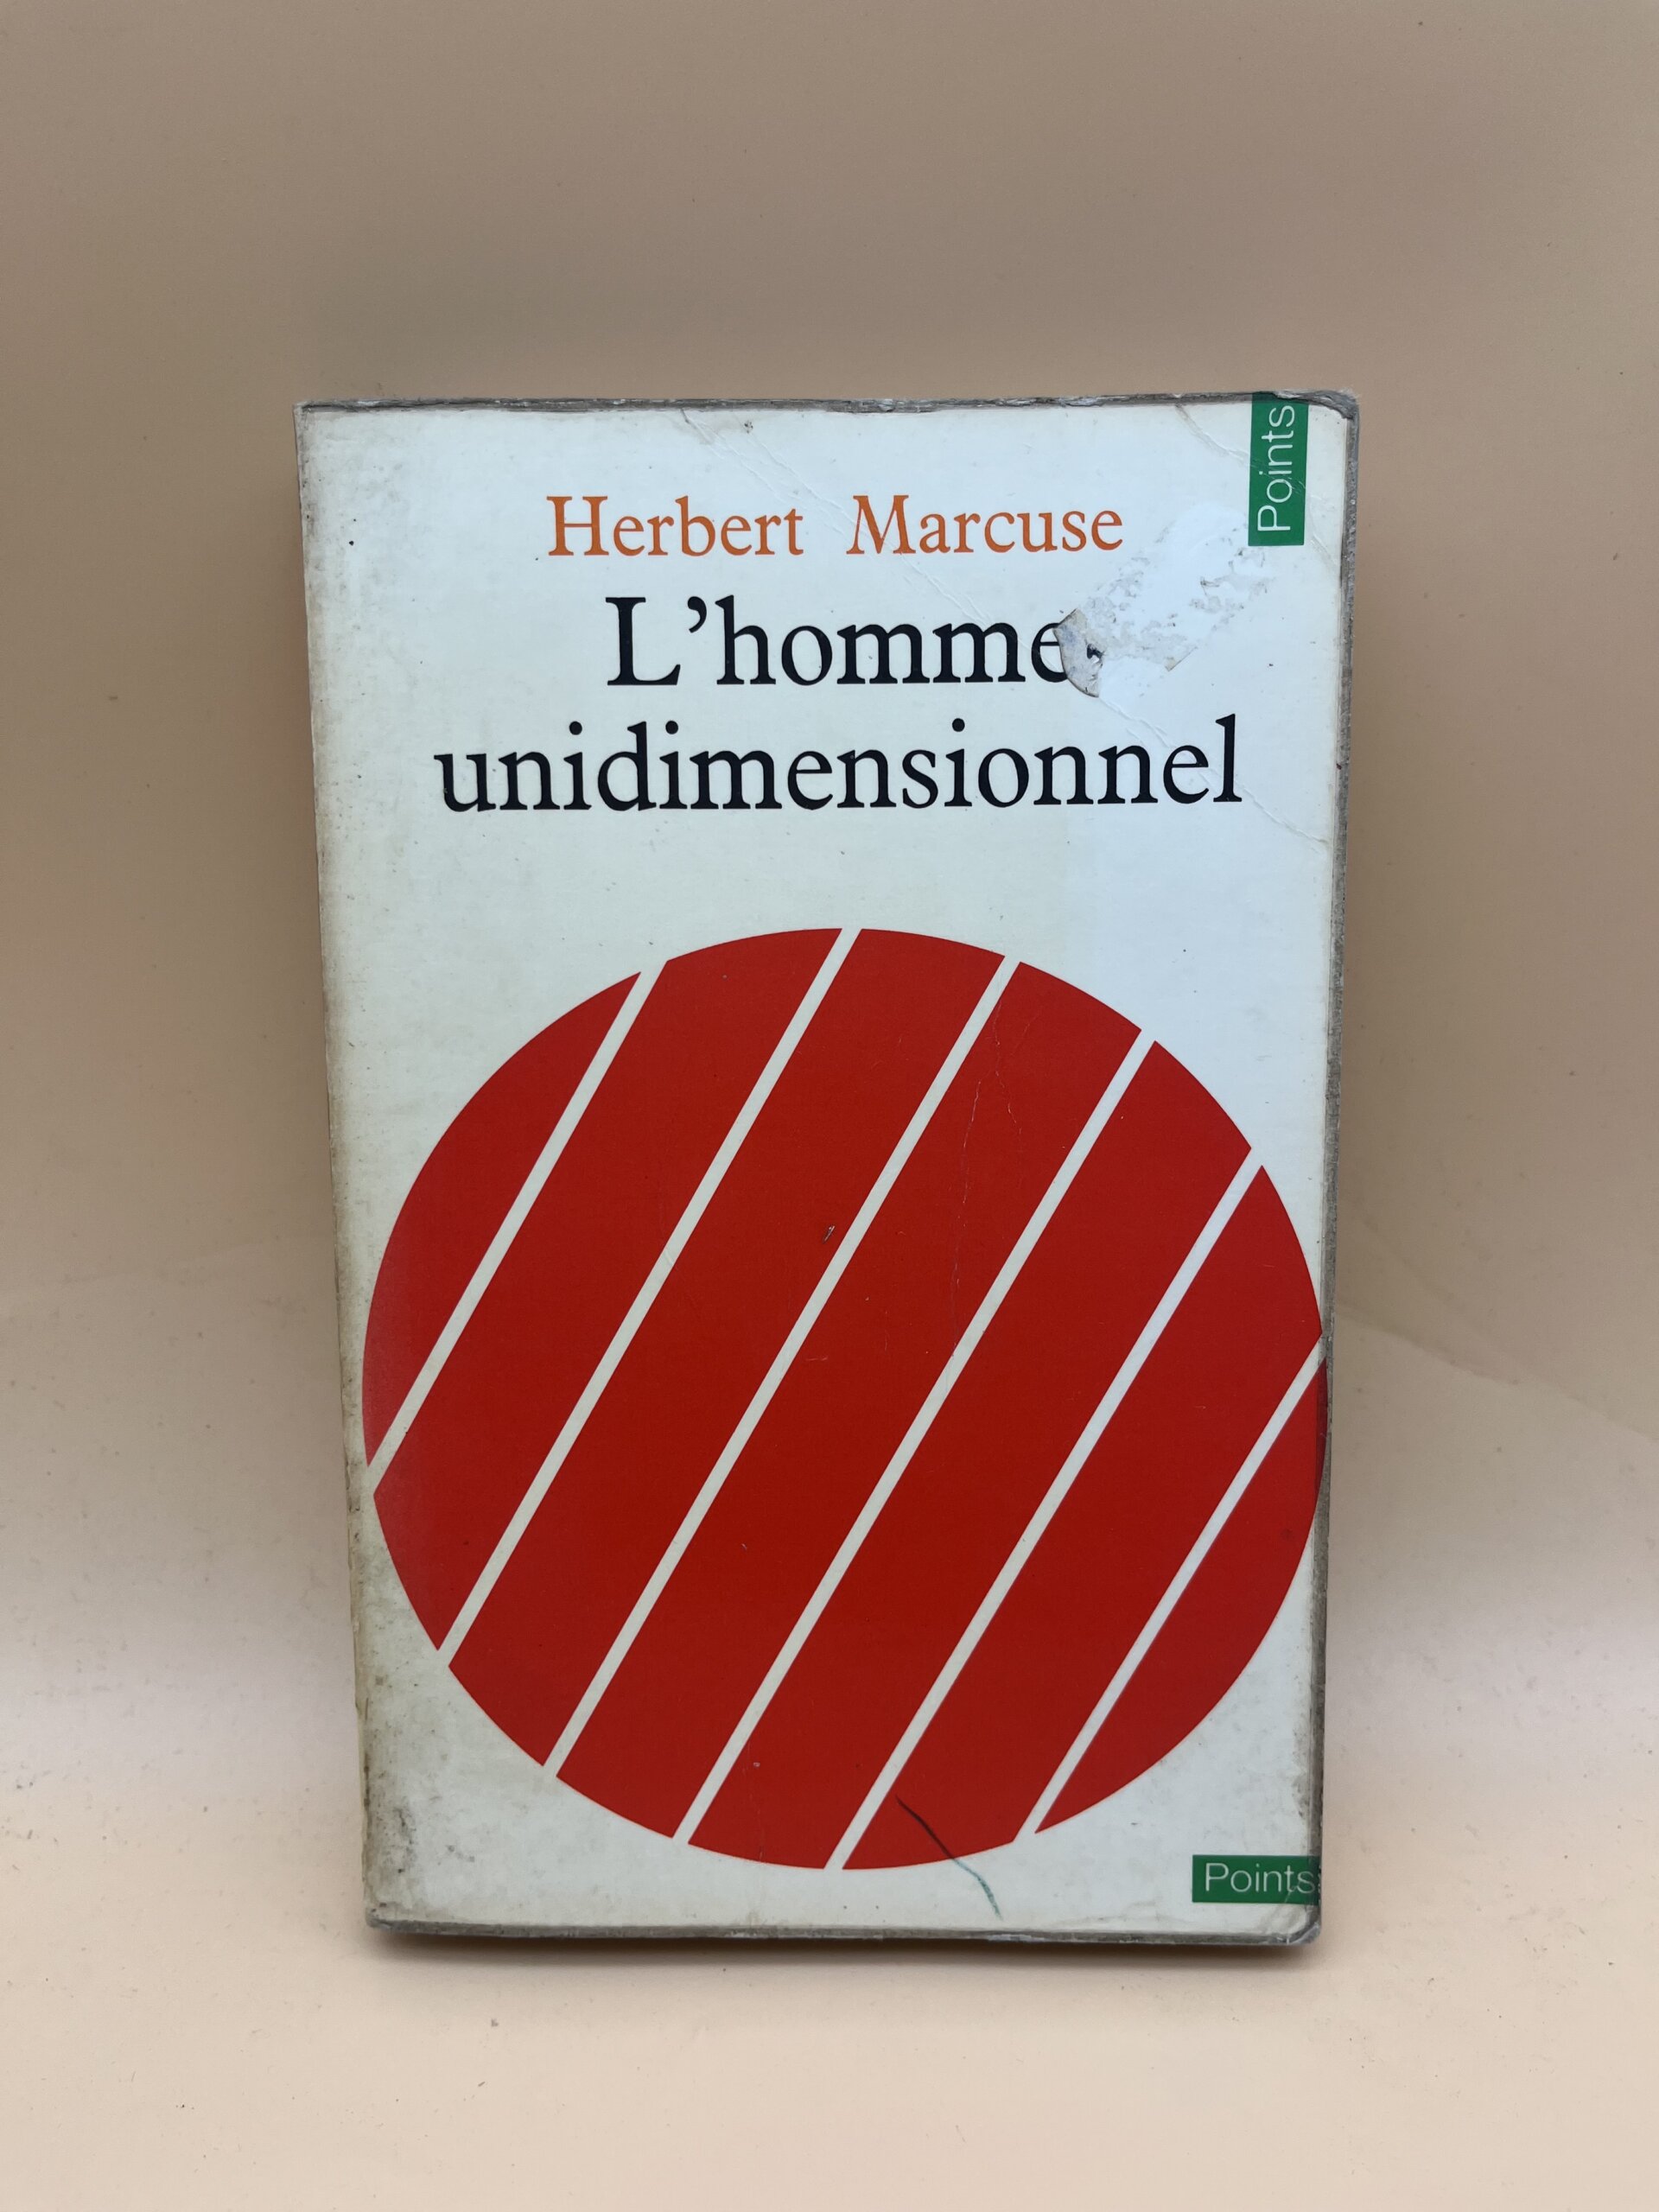 Points
Herbert Marcuse
L'homme
unidimensionnel
Points